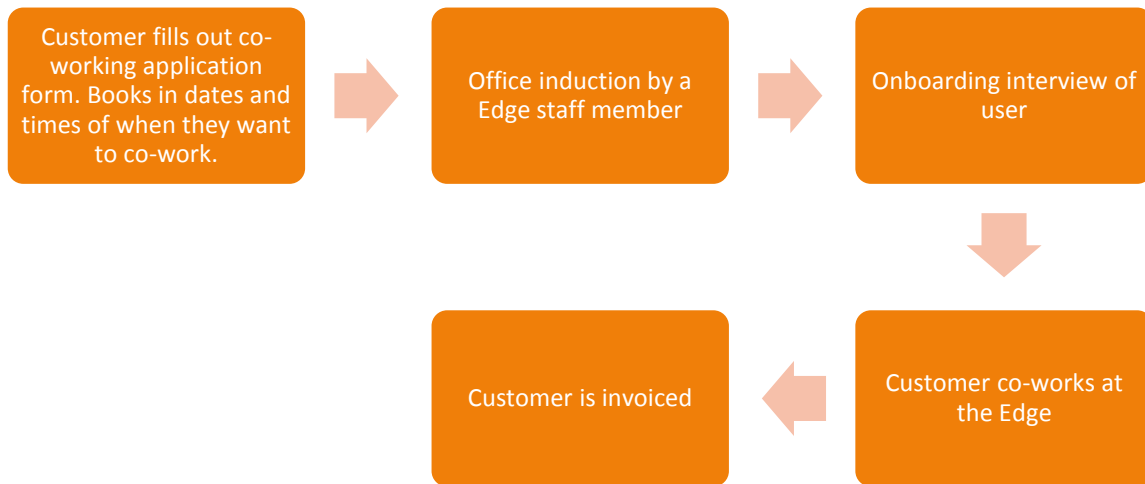 Customer fills out co-
working application
form. Books in dates and
times of when they want
to co-work.
Office induction by a
Edge staff member
Onboarding interview of
user
Customer co-works at
the Edge
Customer is invoiced